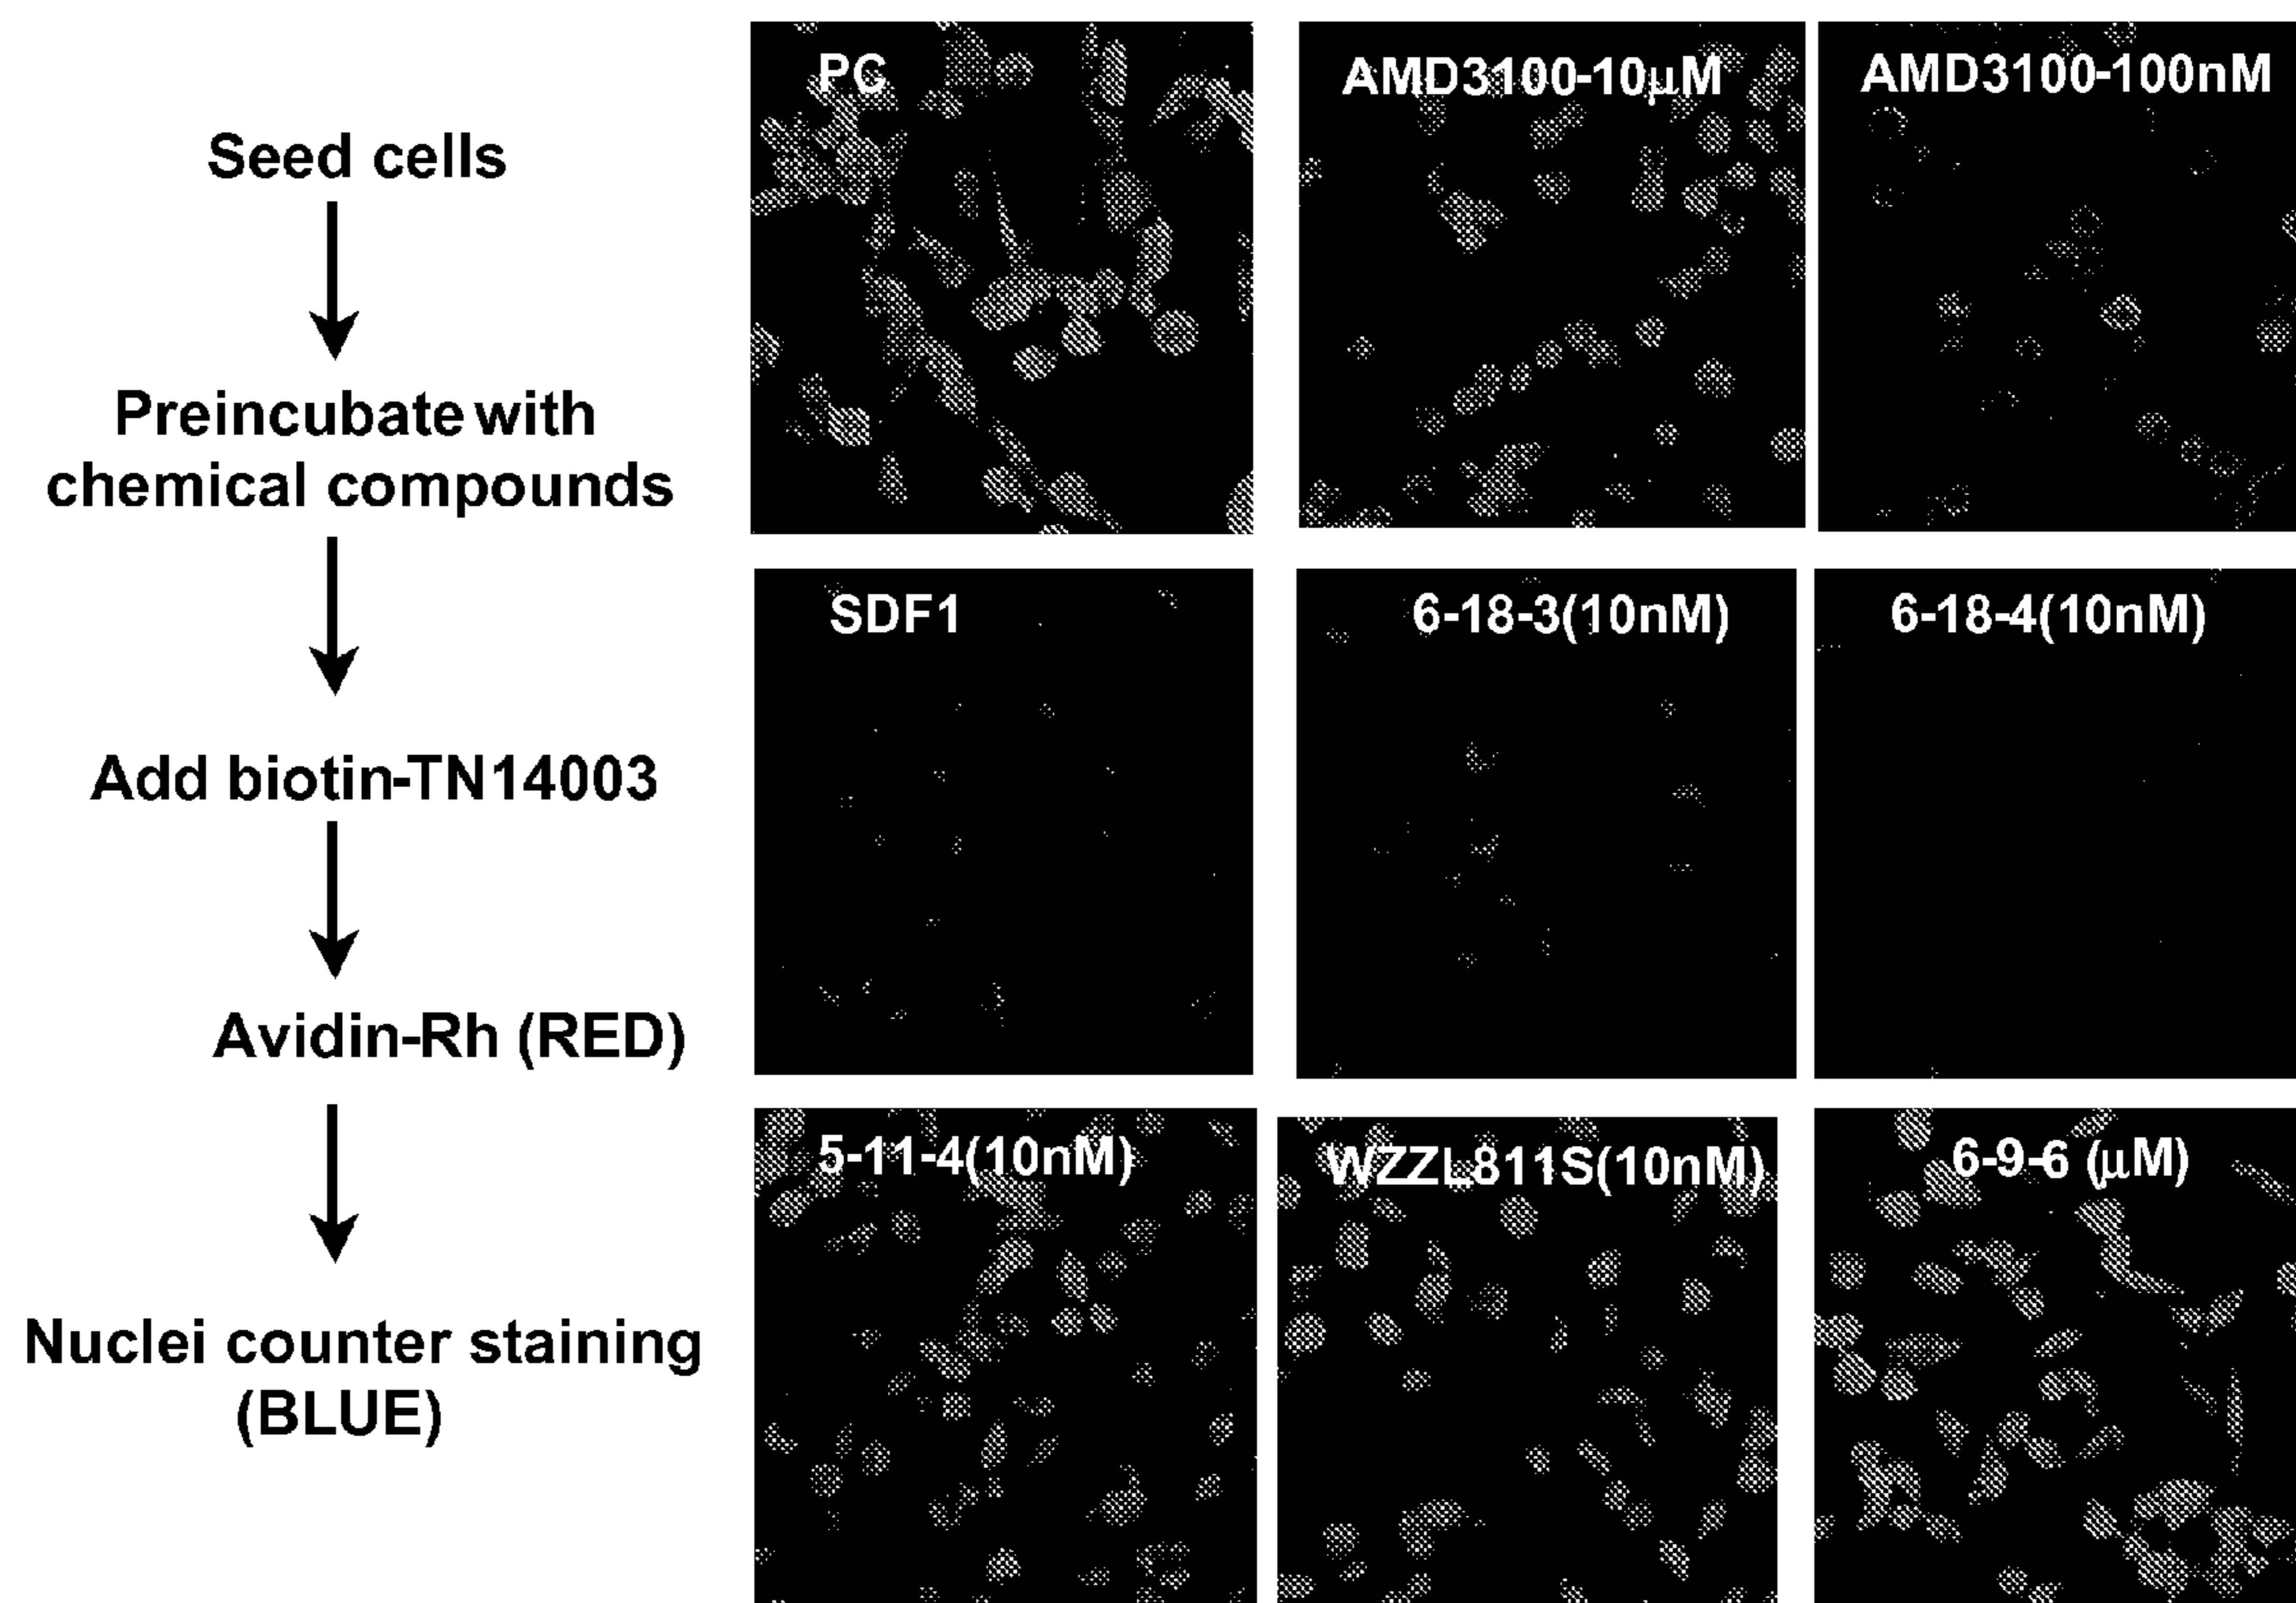 Seed cells
Preincubate with
chemical compounds
Add biotin-TN14003
Avidin-Rh (RED)
Nuclei counter staining
(BLUE)
PC
AMD3100-10μM
AMD3100-100nM
SDF1
6-18-3(10nM)
6-18-4(10nM)
5-11-4(10nM)
WZZL811S(10nM)
6-9-6 (μM)